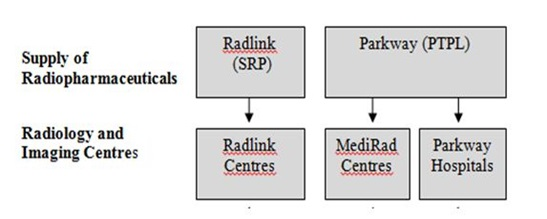 Supply of
Radiopharmaceuticals
Radlink
(SRP)
Parkway (PTPL)
Radiology and
Imaging Centres
Radlink
Centres
MediRad
Centres
Parkway
Hospitals